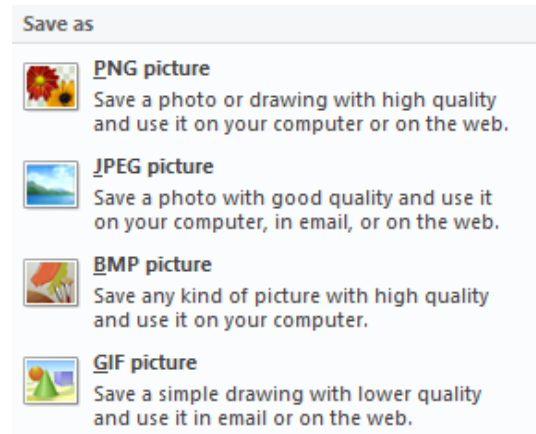 Save as
PNG picture
Save a photo or drawing with high quality
and use it on your computer or on the web.
JPEG picture
Save a photo with good quality and use it
on your computer, in email, or on the web.
BMP picture
Save any kind of picture with high quality
and use it on your computer.
GIF picture
Save a simple drawing with lower quality
and use it in email or on the web.